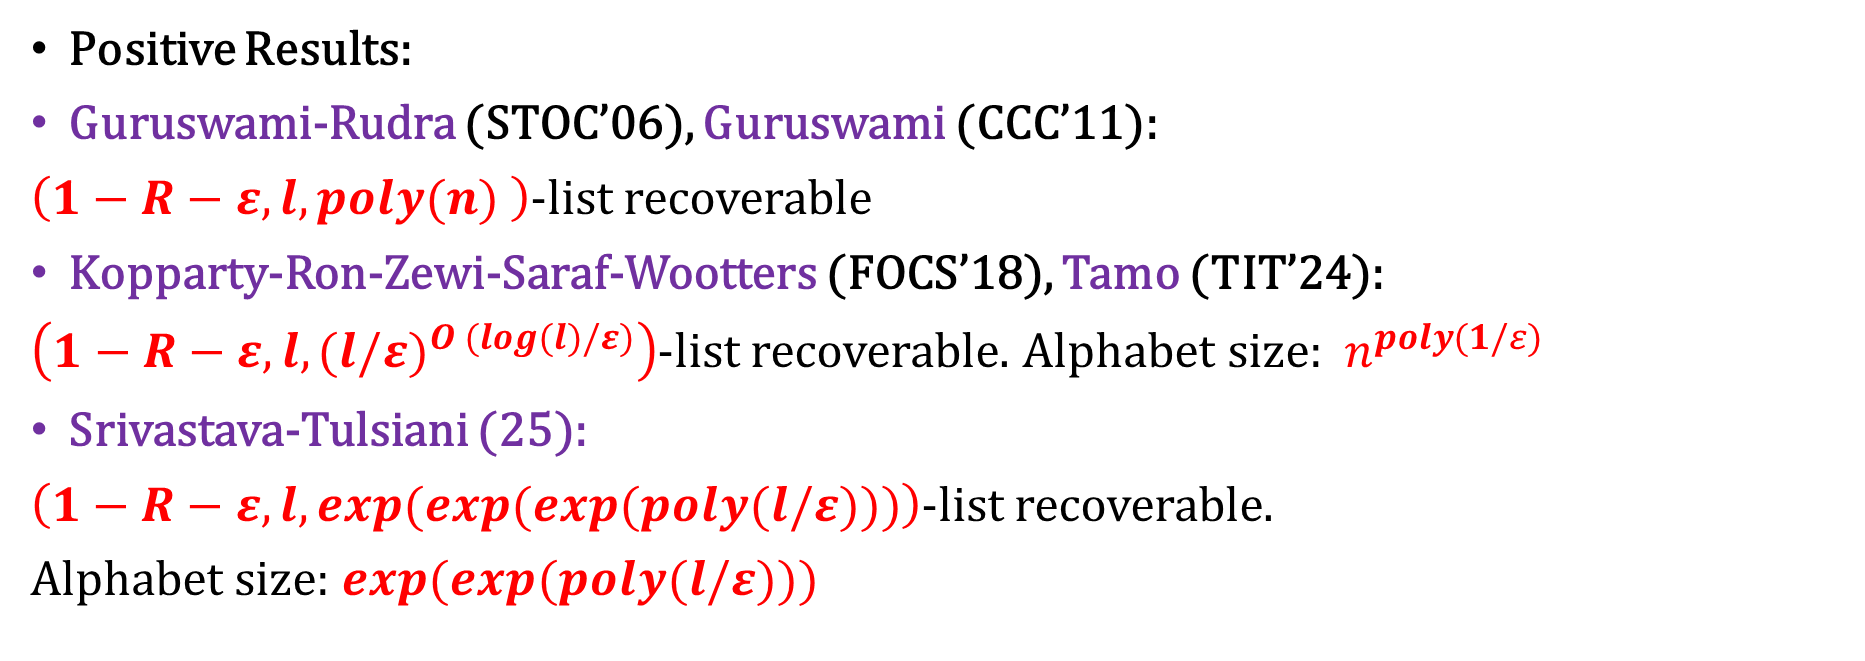 • Positive Results:
• Guruswami-Rudra (STOC’06), Guruswami (CCC’11):
(1 − R − ε, l, poly(n) )-list recoverable
• Kopparty-Ron-Zewi-Saraf-Wootters (FOCS’18), Tamo (TIT’24):
(1 − R − ε, l, (l/ε)^{O (log(l)/ε)})-list recoverable. Alphabet size: n^{poly(1/ε)}
• Srivastava-Tulsiani (25):
(1 − R − ε, l, exp(exp(exp(poly(l/ε))))-list recoverable.
Alphabet size: exp(exp(poly(l/ε)))